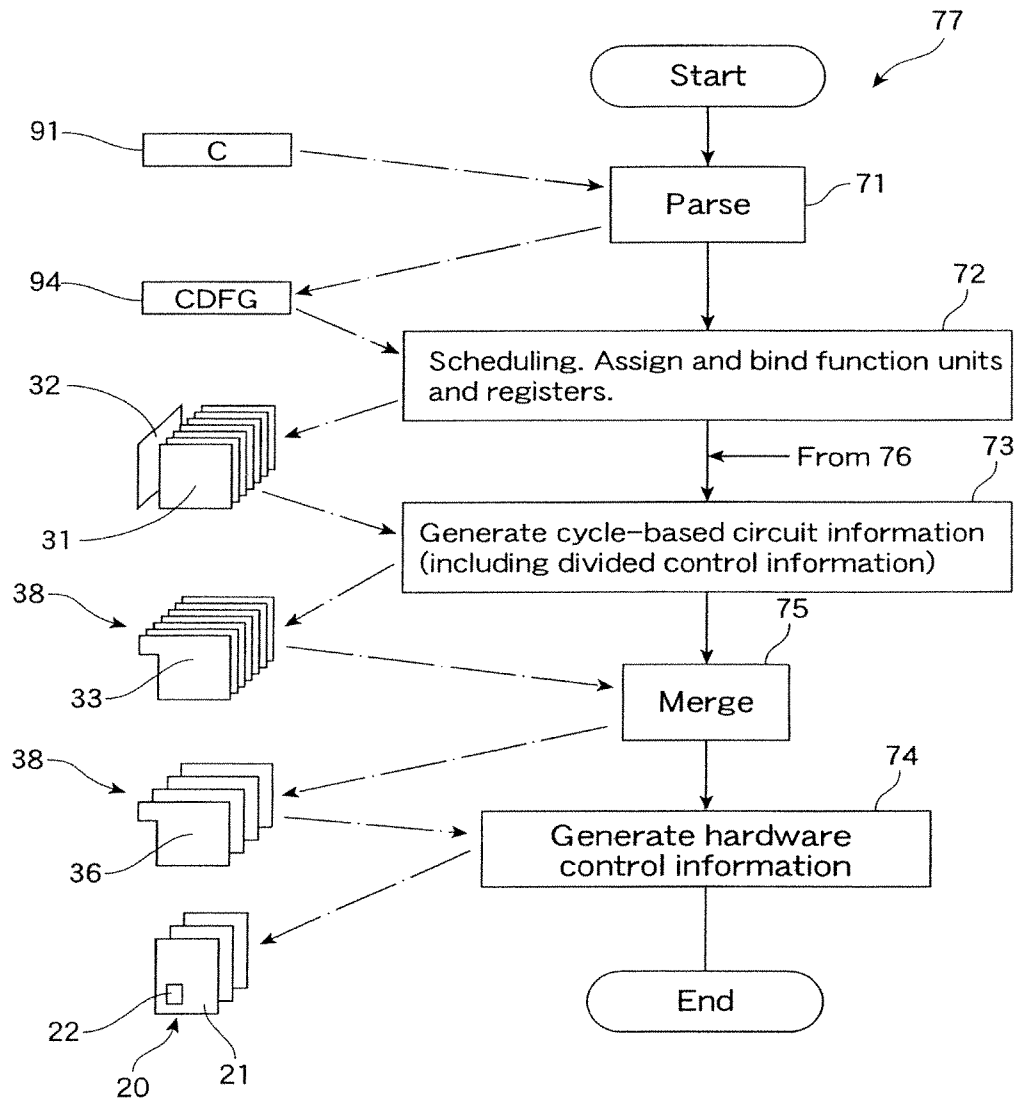 77
Start
91
C
Parse
71
94
CDFG
72
Scheduling. Assign and bind function units
and registers.
32
31
From 76
73
Generate cycle-based circuit information
(including divided control information)
38
33
75
Merge
38
36
74
Generate hardware
control information
22
20
21
End